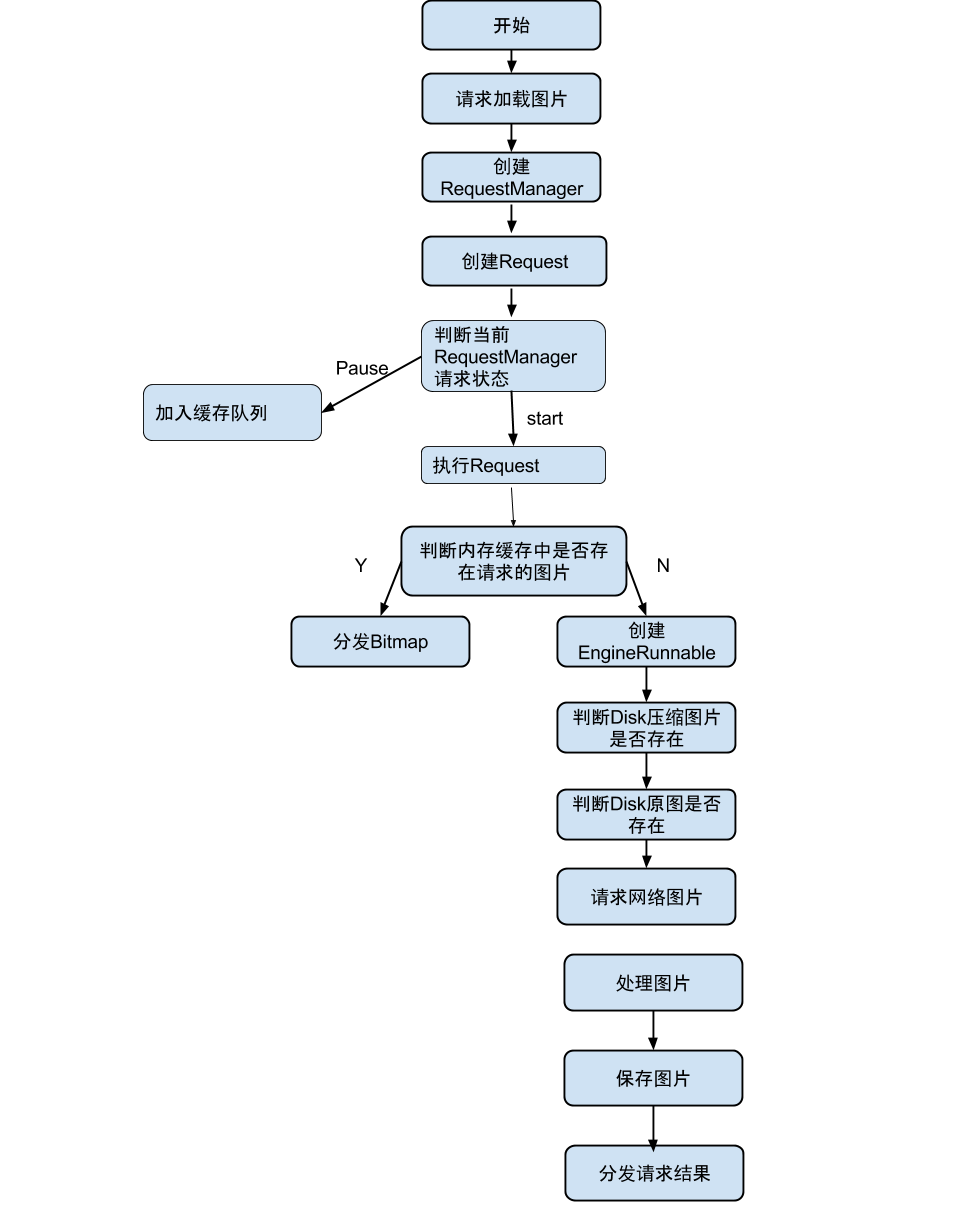 开始
请求加载图片
创建
RequestManager
创建Request
判断当前
RequestManager
请求状态
Pause
加入缓存队列
start
执行Request
判断内存缓存中是否存
在请求的图片
Y
N
分发Bitmap
创建
EngineRunnable
判断Disk压缩图片
是否存在
判断Disk原图是否
存在
请求网络图片
处理图片
保存图片
分发请求结果